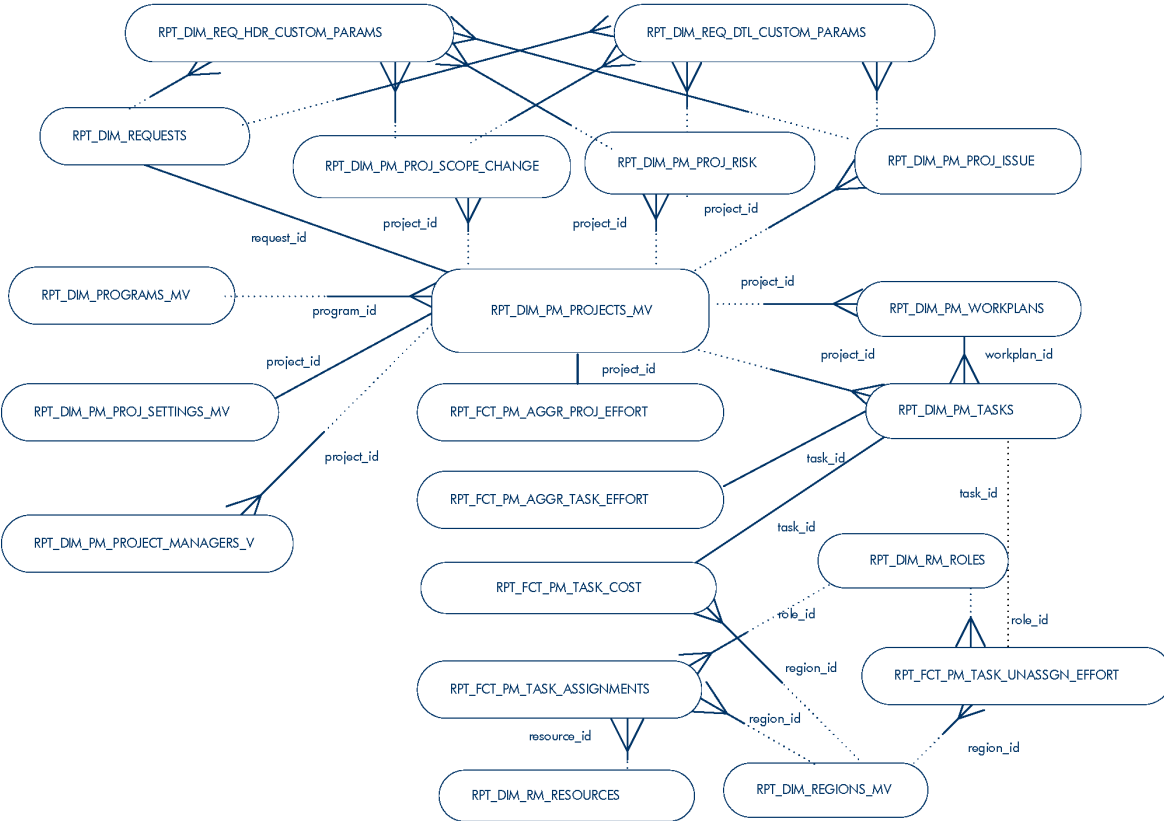 RPT_DIM_REQ_HDR_CUSTOM_PARAMS
RPT_DIM_REQ_DTL_CUSTOM_PARAMS
RPT_DIM_REQUESTS
RPT_DIM_PM_PROJ_SCOPE_CHANGE
RPT_DIM_PM_PROJ_RISK
RPT_DIM_PM_PROJ_ISSUE
project_id
project_id
project_id
request_id
project_id
RPT_DIM_PROGRAMS_MV
program_id
RPT_DIM_PM_PROJECTS_MV
RPT_DIM_PM_WORKPLANS
project_id
project_id
project_id
workplan_id
RPT_DIM_PM_PROJ_SETTINGS_MV
RPT_FCT_PM_AGGR_PROJ_EFFORT
RPT_DIM_PM_TASKS
project_id
task_id
RPT_FCT_PM_AGGR_TASK_EFFORT
task_id
task_id
RPT_DIM_PM_PROJECT_MANAGERS_V
RPT_DIM_RM_ROLES
RPT_FCT_PM_TASK_COST
role_id
role_id
region_id
RPT_FCT_PM_TASK_UNASSGN_EFFORT
RPT_FCT_PM_TASK_ASSIGNMENTS
region_id
resource_id
region_id
RPT_DIM_RM_RESOURCES
RPT_DIM_REGIONS_MV